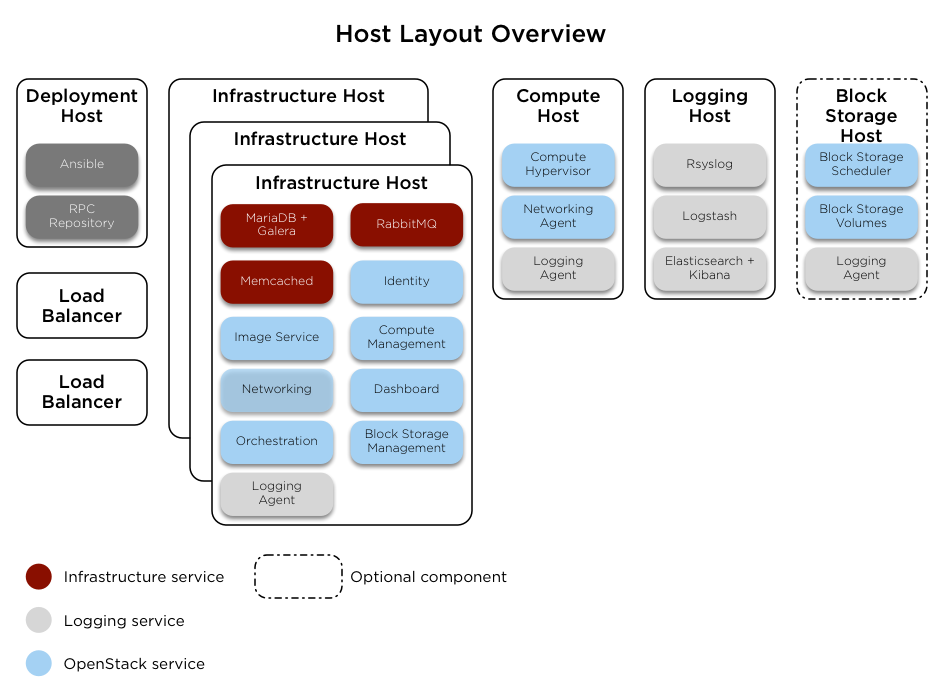 Host Layout Overview
Deployment
Host
Ansible
RPC
Repository
Load
Balancer
Load
Balancer
Infrastructure Host
Infrastructure Host
Infrastructure Host
MariaDB +
Galera
RabbitMQ
Memcached
Identity
Image Service
Compute
Management
Networking
Dashboard
Orchestration
Block Storage
Management
Logging
Agent
Compute
Host
Compute
Hypervisor
Networking
Agent
Logging
Agent
Logging
Host
Rsyslog
Logstash
Elasticsearch +
Kibana
Block
Storage
Host
Block Storage
Scheduler
Block Storage
Volumes
Logging
Agent
Infrastructure service
Optional component
Logging service
OpenStack service